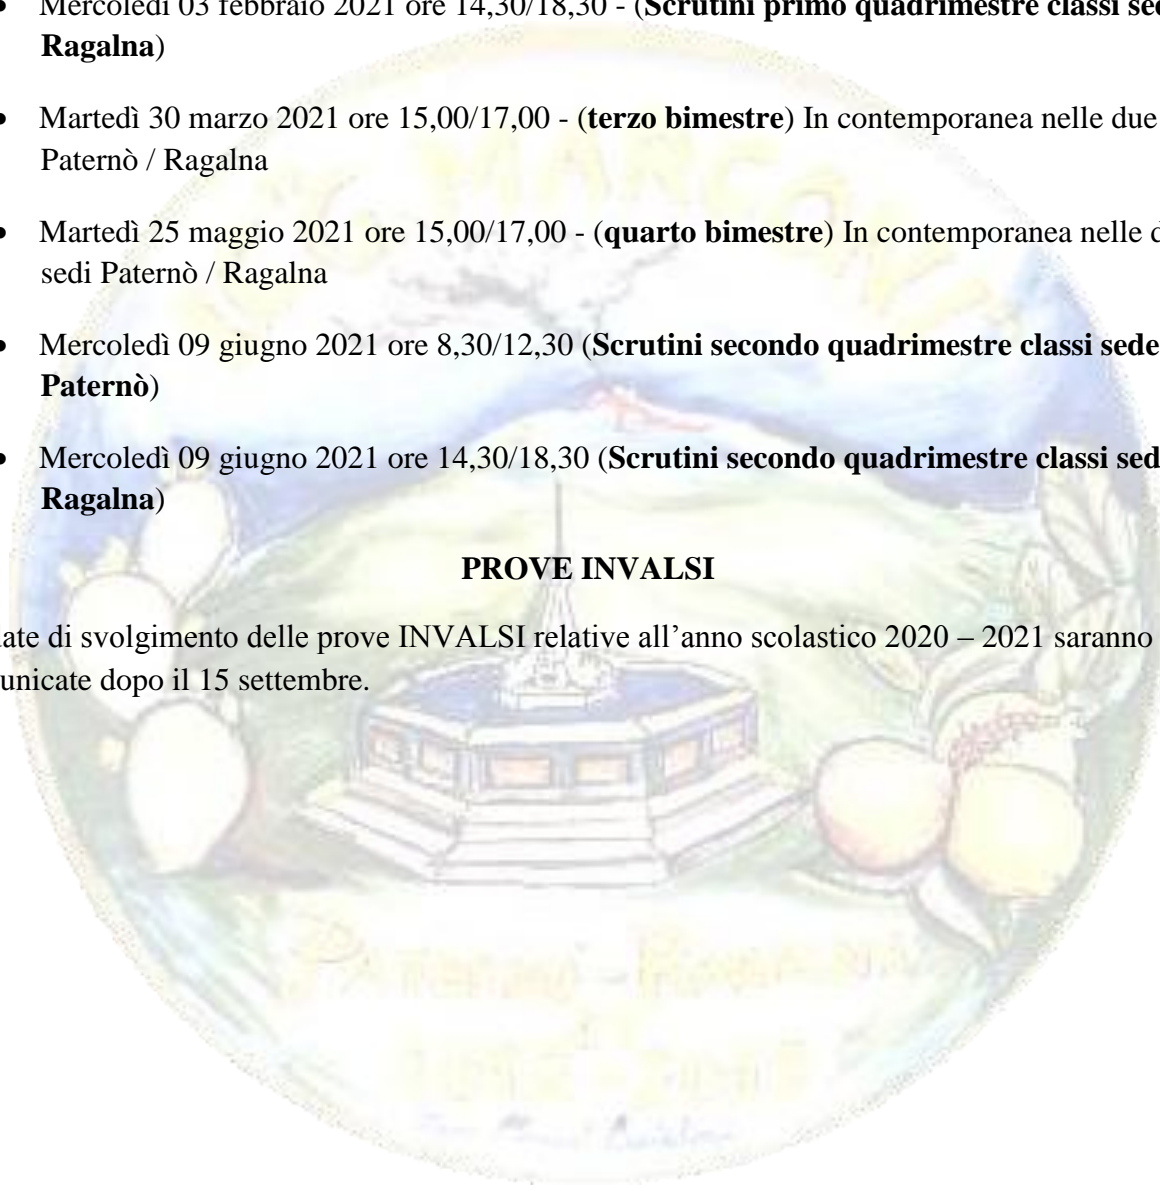 • Mercoledì 03 febbraio 2021 ore 14,30/18,30 - (Scrutini primo quadrimestre classi
Ragalna)
• Martedì 30 marzo 2021 ore 15,00/17,00 - (terzo bimestre) In contemporanea nelle due
Paternò / Ragalna
• Martedì 25 maggio 2021 ore 15,00/17,00 - (quarto bimestre) In contemporanea nelle
sedi Paternò / Ragalna
• Mercoledì 09 giugno 2021 ore 8,30/12,30 (Scrutini secondo quadrimestre classi sede
Paternò)
• Mercoledì 09 giugno 2021 ore 14,30/18,30 (Scrutini secondo quadrimestre classi
Ragalna)
PROVE INVALSI
di svolgimento delle prove INVALSI relative all’anno scolastico 2020 – 2021 saranno
dopo il 15 settembre.
G. MARCONI
Paternò - Ragalna